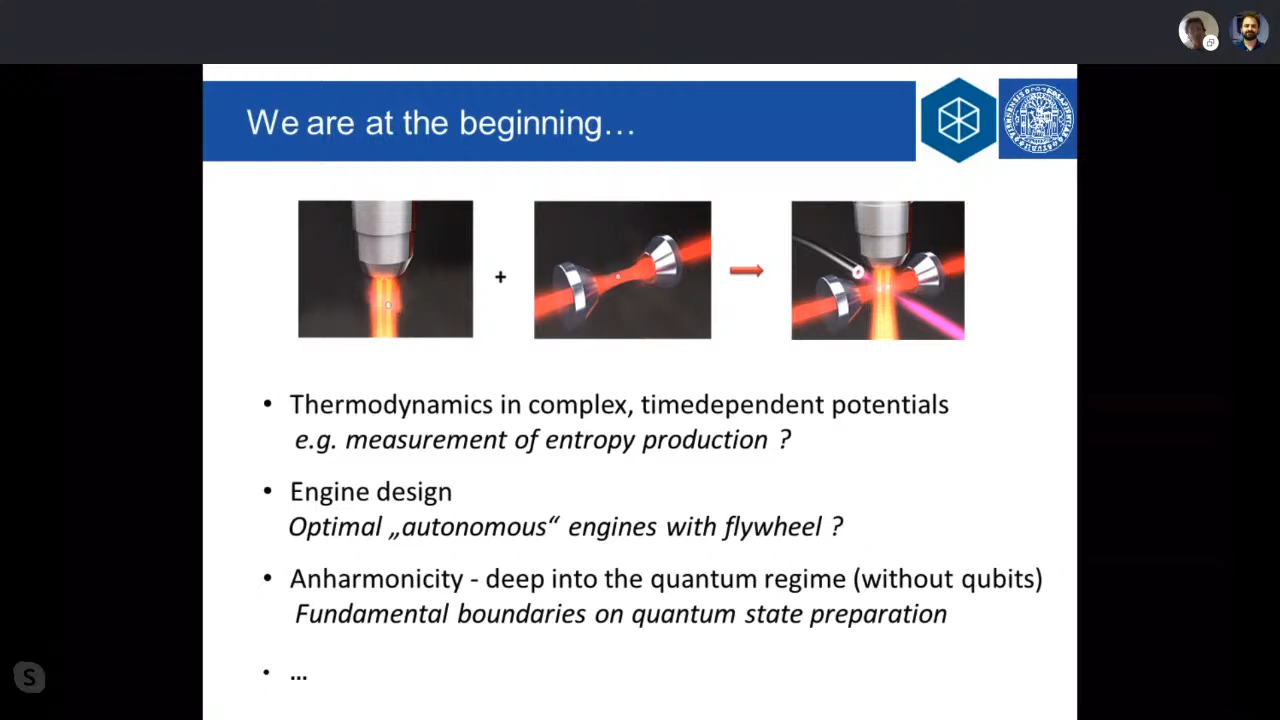 We are at the beginning…
+
• Thermodynamics in complex, timedependent potentials
e.g. measurement of entropy production ?
• Engine design
Optimal „autonomous“ engines with flywheel ?
• Anharmonicity - deep into the quantum regime (without qubits)
Fundamental boundaries on quantum state preparation
• ...
S